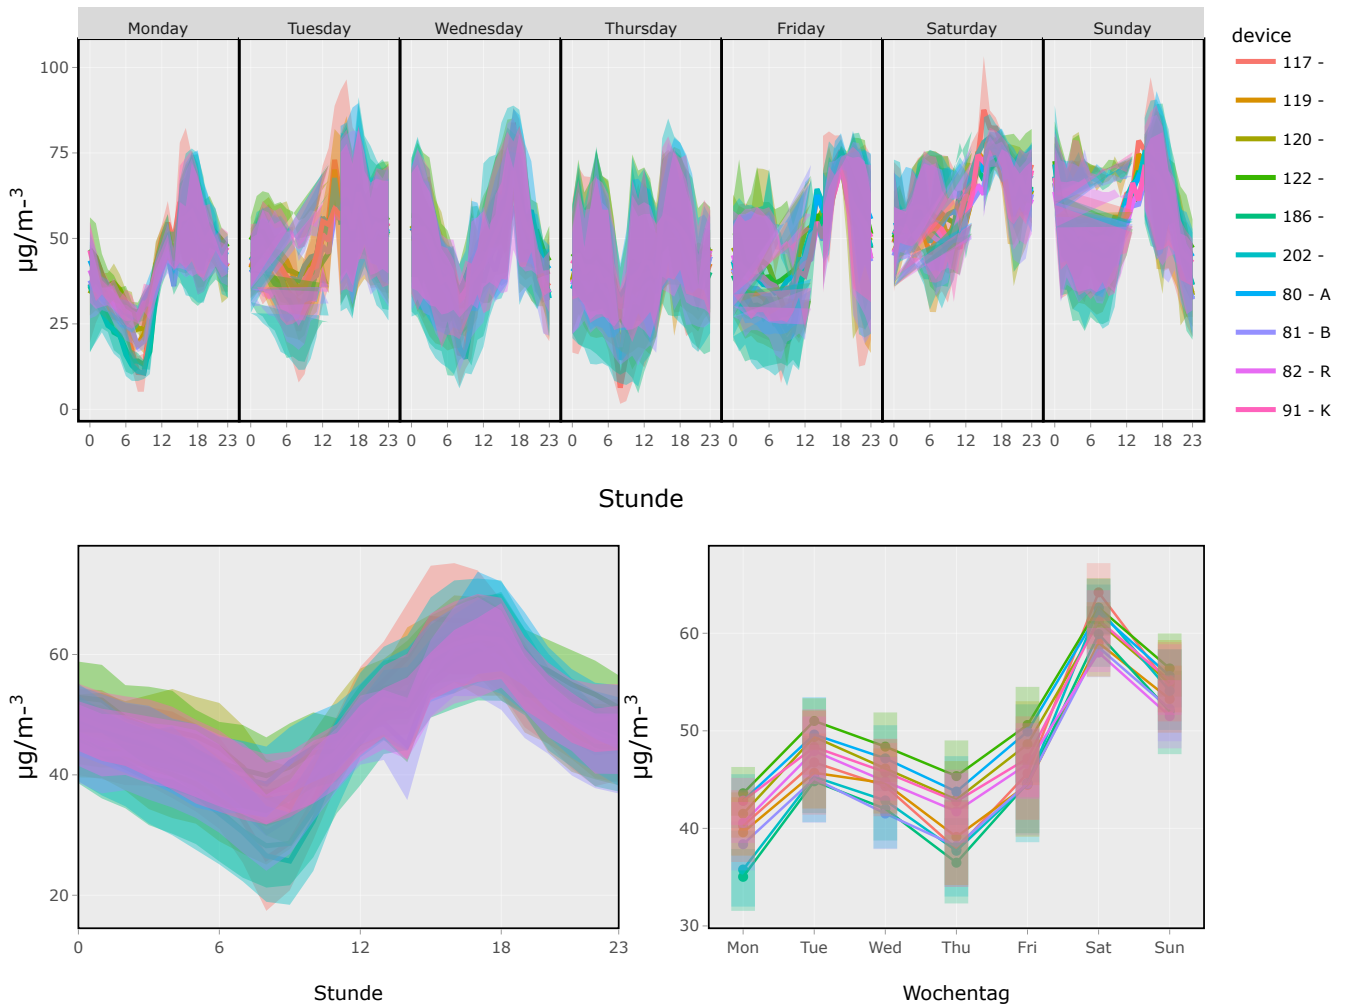 Monday Tuesday Wednesday Thursday Friday Saturday Sunday
device
117 -
119 -
120 -
122 -
186 -
202 -
80 - A
81 - B
82 - R
91 - K
µg/m-³
100
75
50
25
0
0 6 12 18 23 0 6 12 18 23 0 6 12 18 23 0 6 12 18 23 0 6 12 18 23 0 6 12 18 23 0 6 12 18 23
Stunde
µg/m-³
60
40
20
0 6 12 18 23
Stunde
µg/m-³
60
50
40
30
Mon Tue Wed Thu Fri Sat Sun
Wochentag